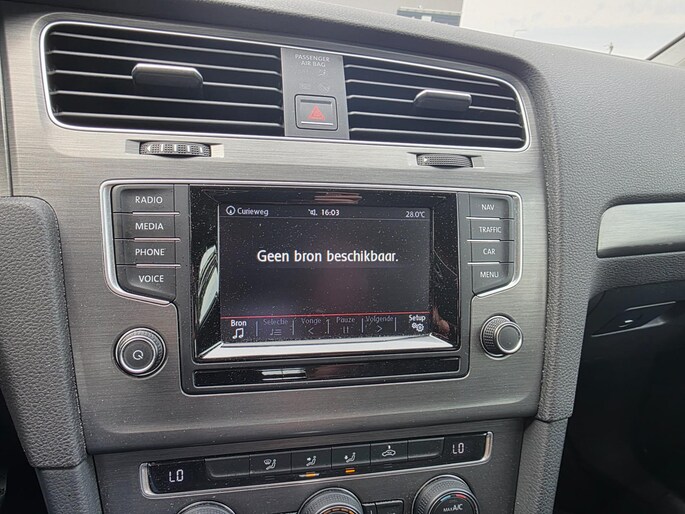 PASSENGER
AIR BAG
RADIO
MEDIA
PHONE
VOICE
Curieweg 16:03 28.0°C
Geen bron beschikbaar.
Bron Selectie Vorige Pauze Volgende Setup
NAV
TRAFFIC
CAR
MENU
LO LO
MAX A/C